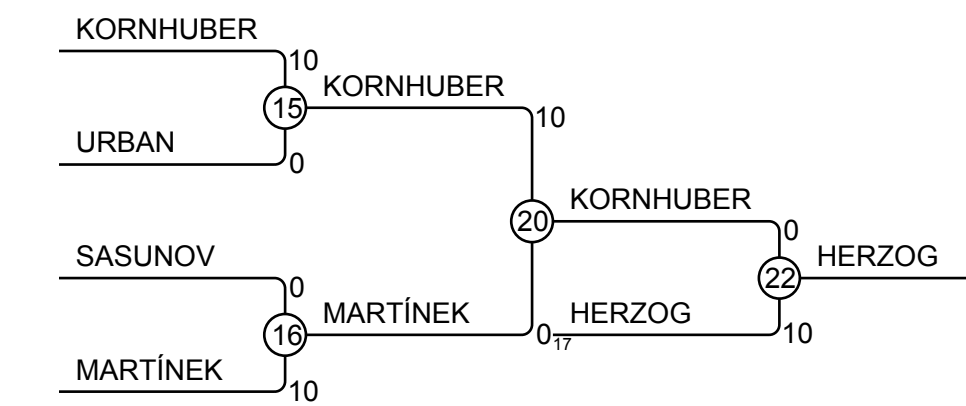 KORNHUBER
10
15
KORNHUBER
10
URBAN
0
20
KORNHUBER
0
SASUNOV
0
22
HERZOG
16
MARTÍNEK
0
17
HERZOG
10
MARTÍNEK
10